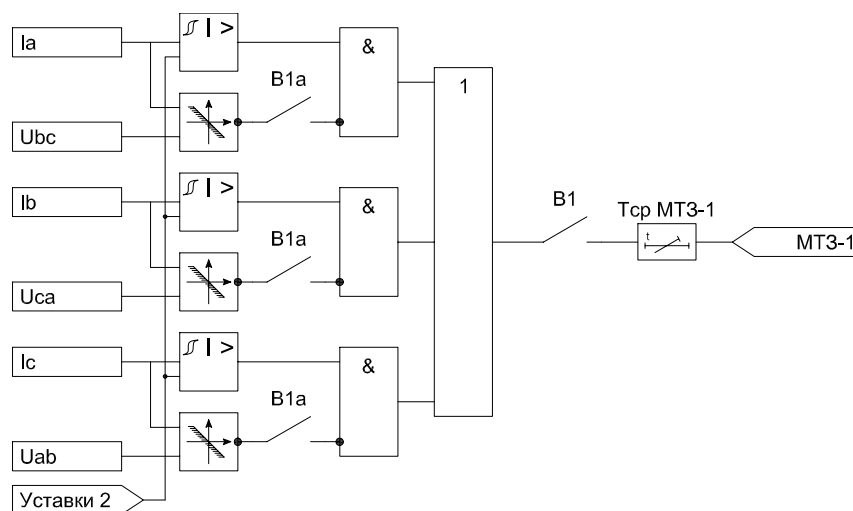 Ia
I >
&
B1a
1
Ubc
Ib
I >
&
B1
Тср МТЗ-1
t
МТЗ-1
B1a
Uca
Ic
I >
&
B1a
Uab
Уставки 2